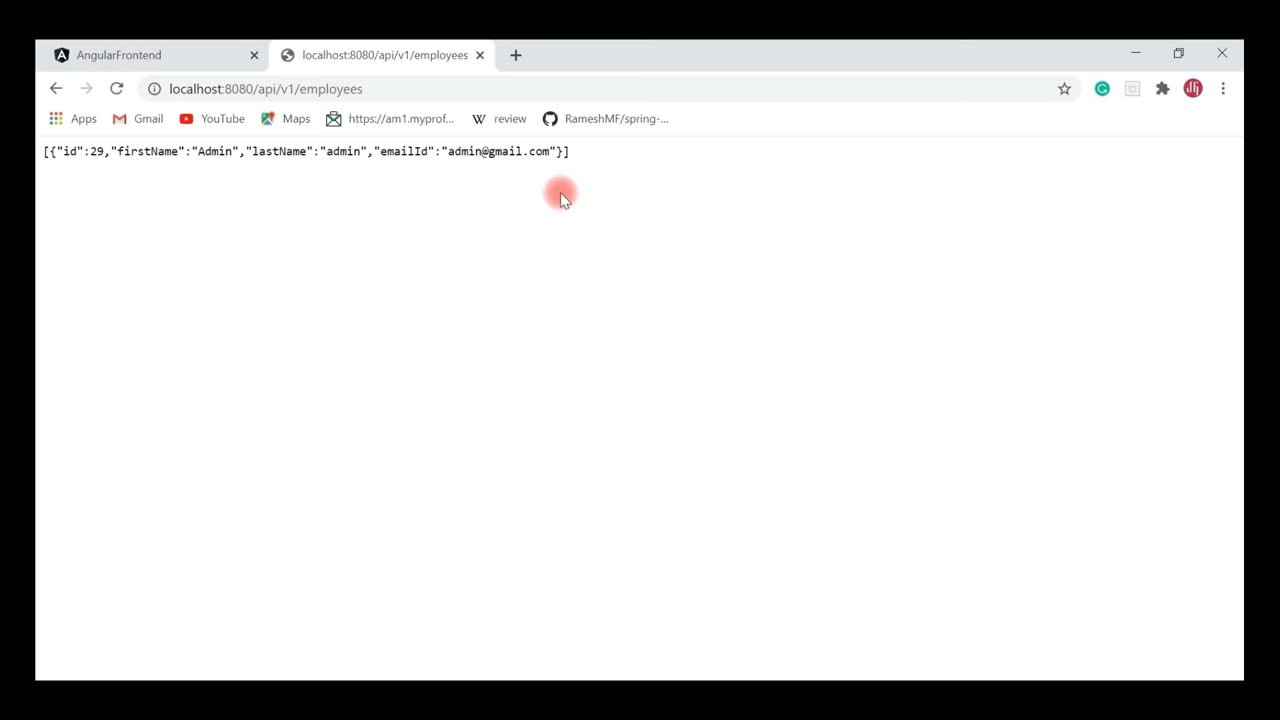 AngularFrontend
localhost:8080/api/v1/employees
localhost:8080/api/v1/employees
Apps
Gmail
YouTube
Maps
https://am1.myprof...
review
RameshMF/spring-...
[{"id":29,"firstName":"Admin","lastName":"admin","emailId":"admin@gmail.com"}]